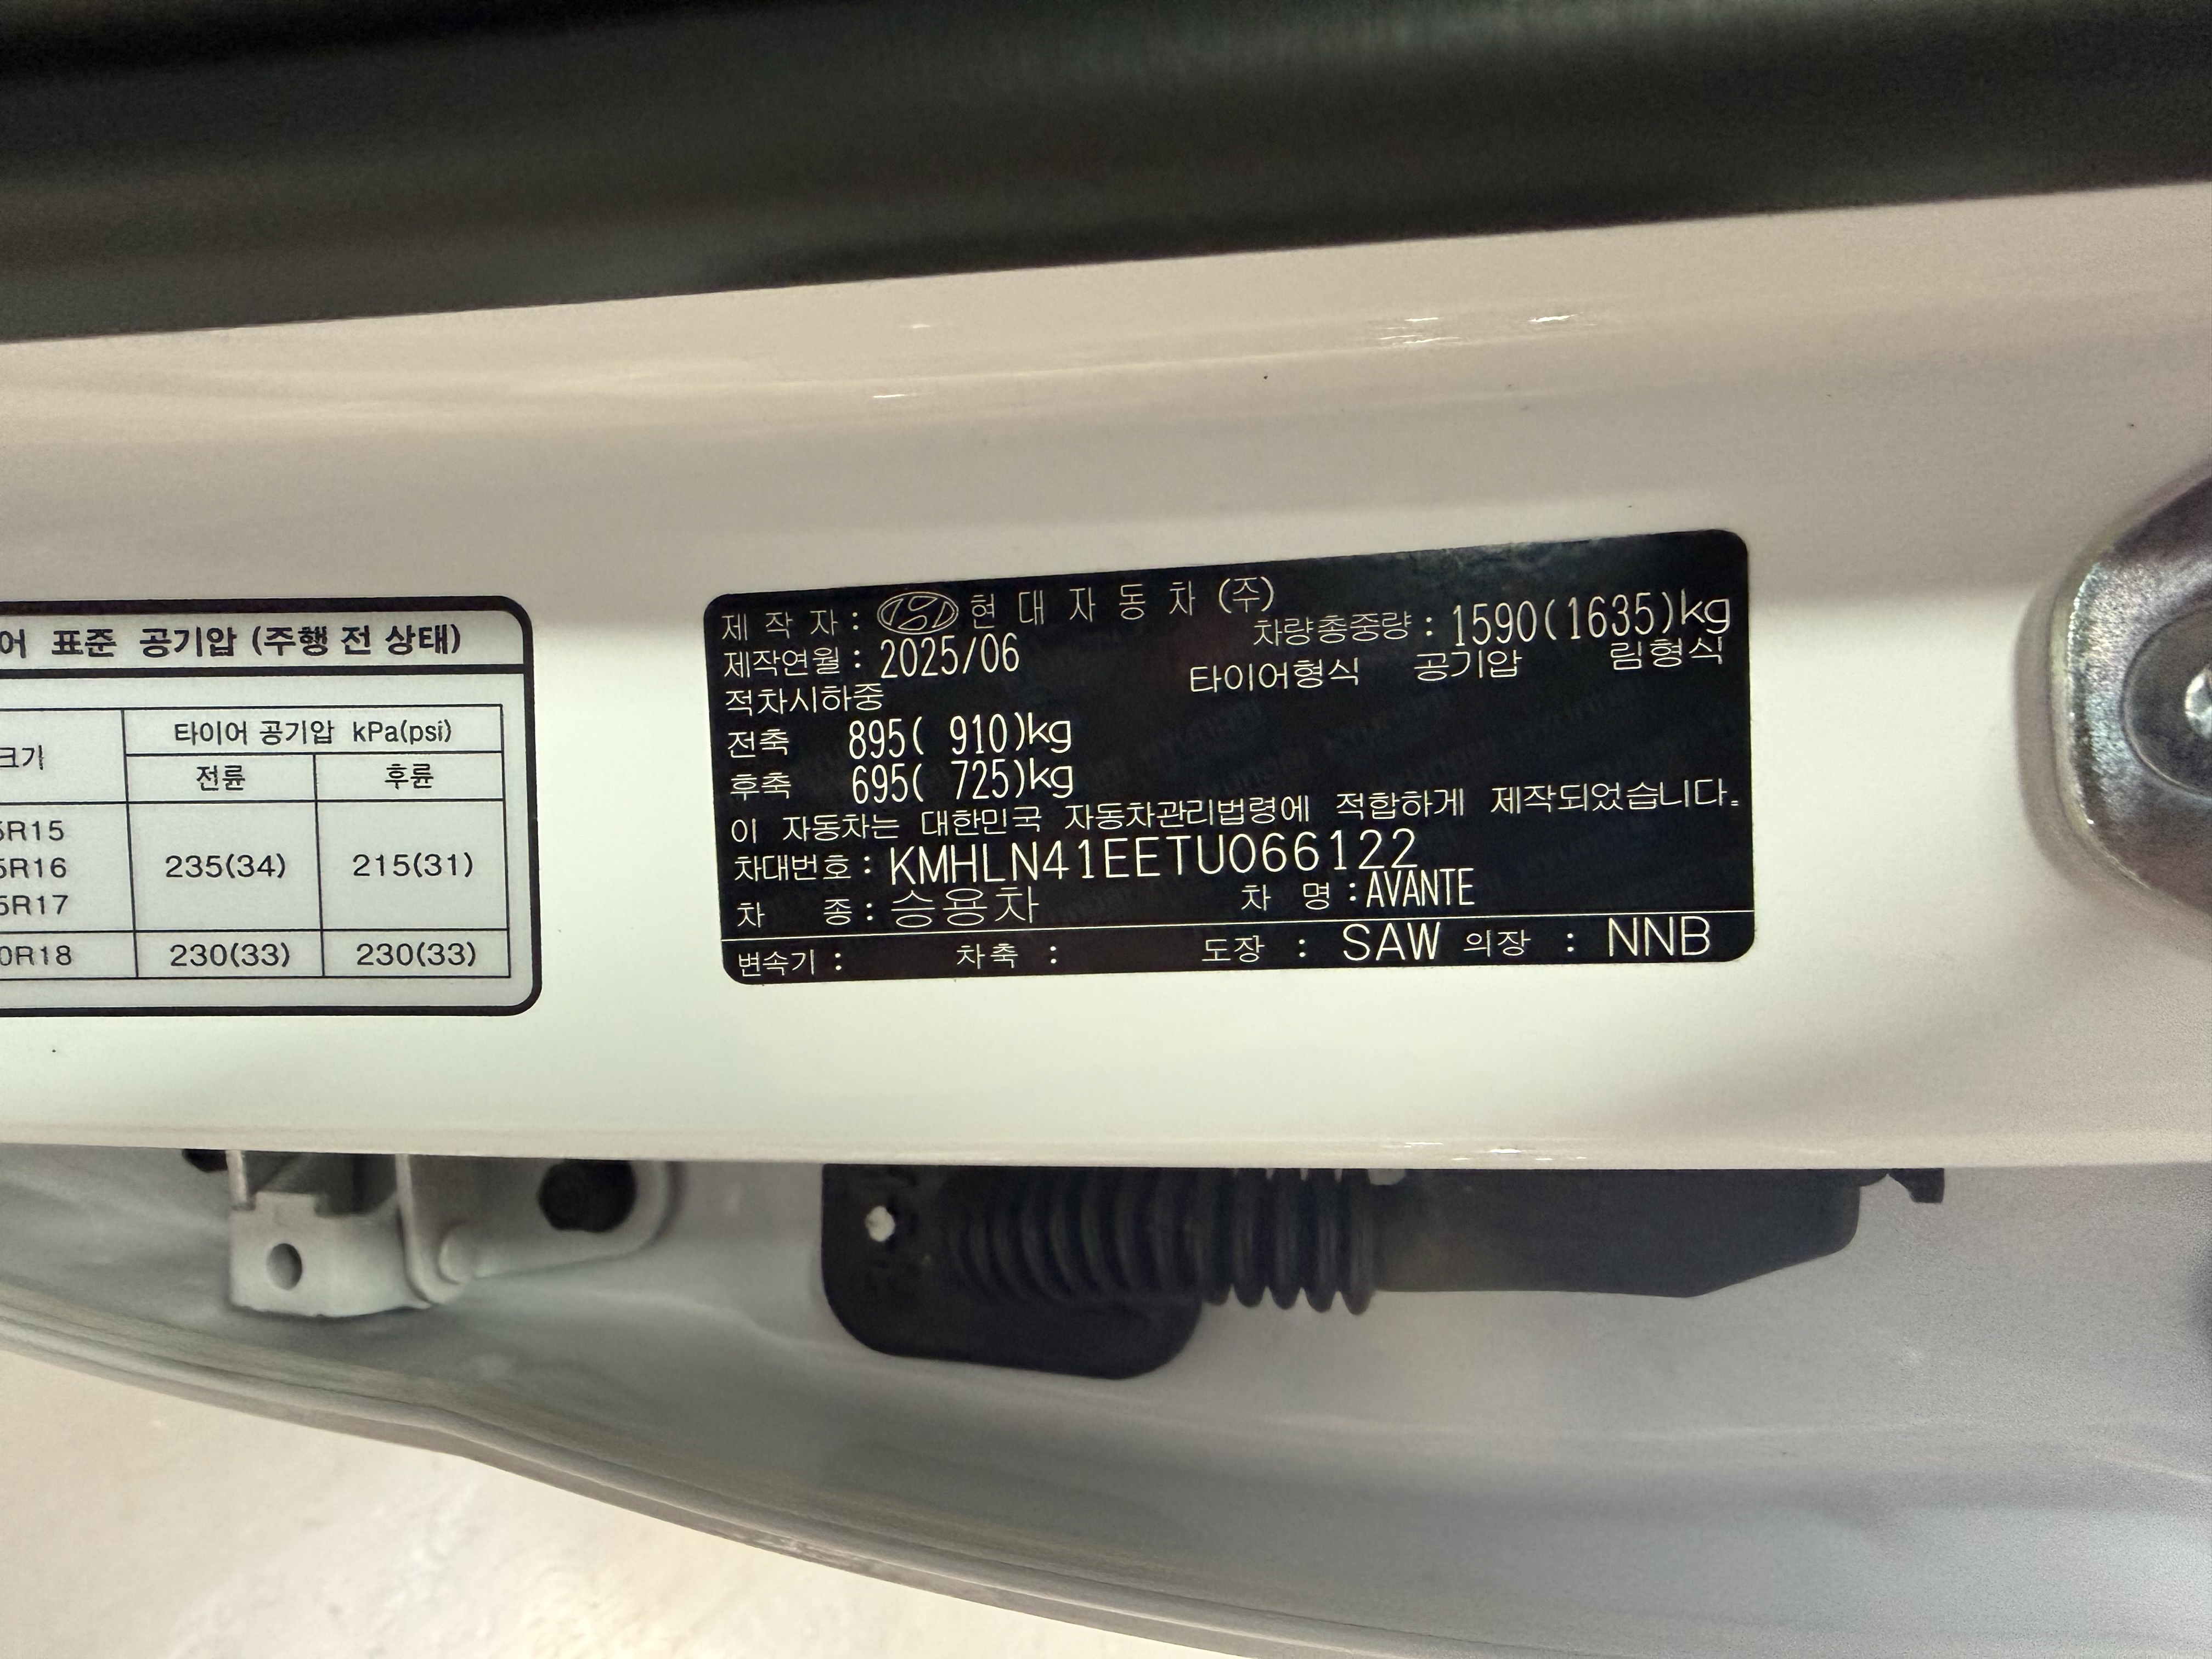 어 표준 공기압 (주행 전 상태)
크기
타이어 공기압 kPa(psi)
전륜 후륜
5R15
5R16
5R17
235(34) 215(31)
0R18 230(33) 230(33)
제 작 자 : 현 대 자 동 차 (주)
차량총중량 : 1590(1635)kg
제작연월 : 2025/06
타이어형식 공기압 림형식
적차시하중
전축 895( 910)kg
후축 695( 725)kg
이 자동차는 대한민국 자동차관리법령에 적합하게 제작되었습니다.
차대번호 : KMHLN41EETU066122
차 종 : 승용차 차 명 : AVANTE
변속기 : 차축 : 도장 : SAW 의장 : NNB